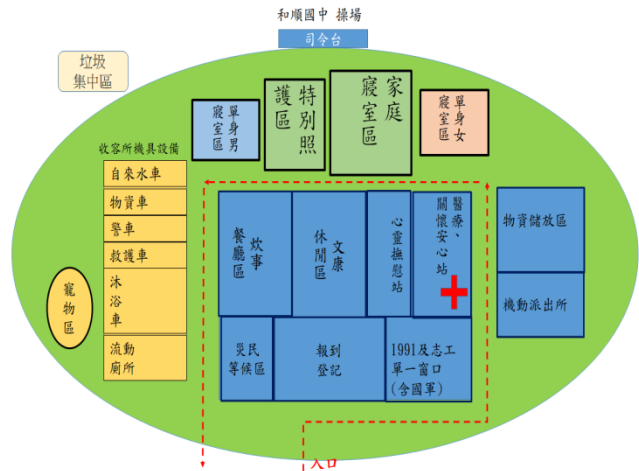 和順國中 操場
司令台
垃圾
集中區
單身男
寢室區
特別照
護區
家庭
寢室區
單身女
寢室區
收容所機具設備
自來水車
物資車
警車
救護車
沐
浴
車
流動
廁所
寵物區
炊事
餐廳區
文康
休閒區
心靈撫慰站
醫療、
關懷安心站
物資儲放區
機動派出所
災民
等候區
報到
登記
1991及志工
單一窗口
(含國軍)
入口